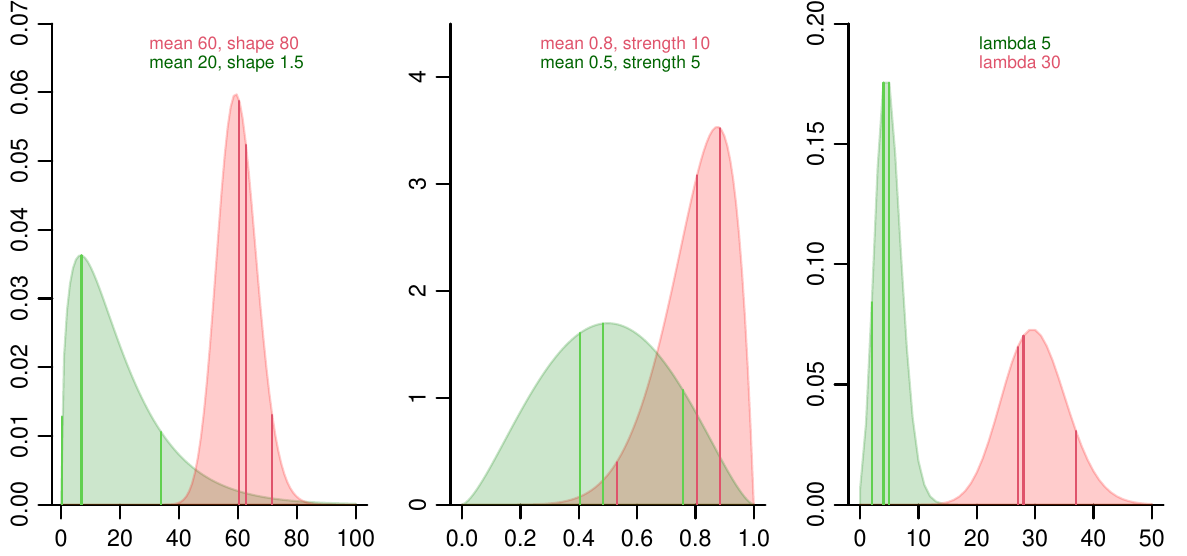 mean 60, shape 80
mean 20, shape 1.5
0.00 0.01 0.02 0.03 0.04 0.05 0.06 0.07
0 20 40 60 80 100
mean 0.8, strength 10
mean 0.5, strength 5
0 1 2 3 4
0.0 0.2 0.4 0.6 0.8 1.0
lambda 5
lambda 30
0.00 0.05 0.10 0.15 0.20
0 10 20 30 40 50